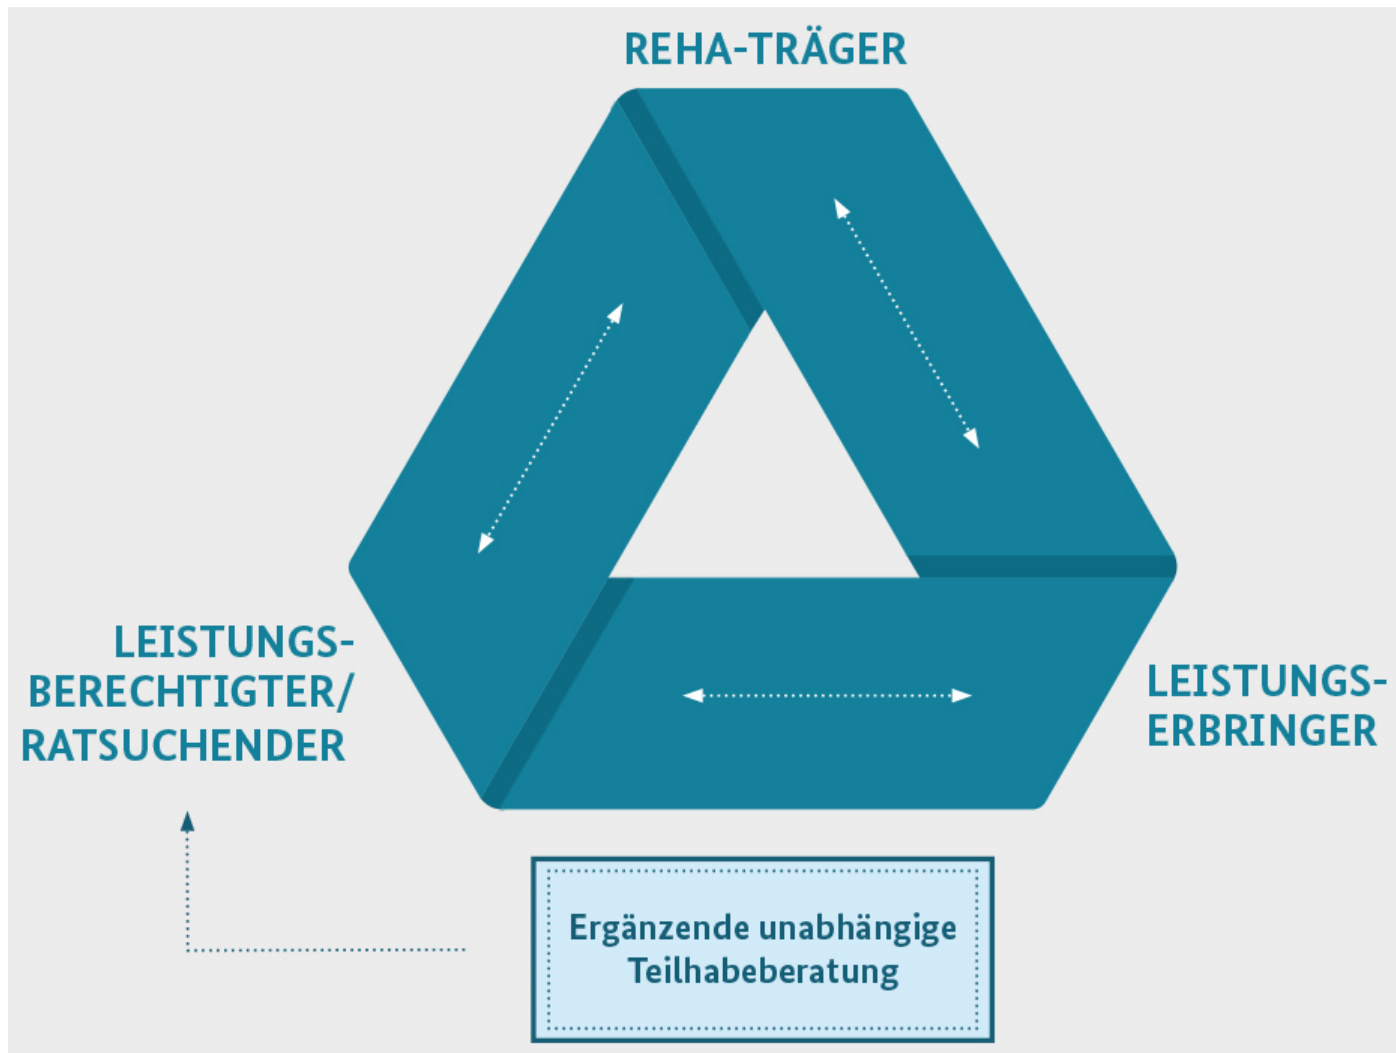 REHA-TRÄGER
LEISTUNGS-
BERECHTIGTER/
RATSUCHENDER
LEISTUNGS-
ERBRINGER
Ergänzende unabhängige
Teilhabeberatung